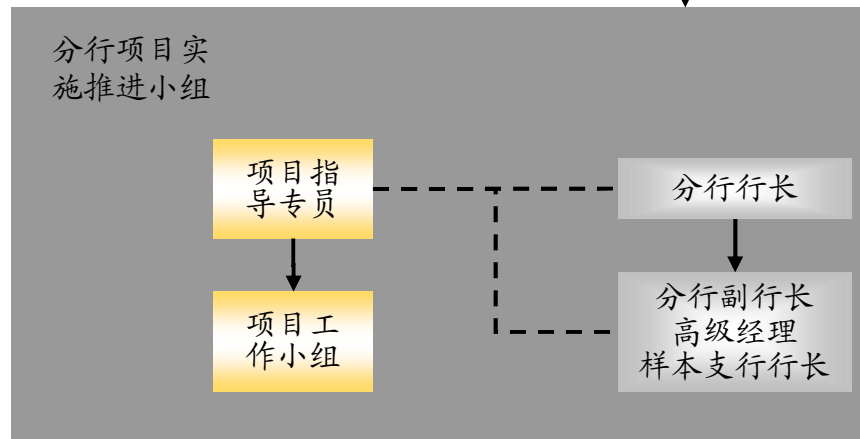 分行项目实
施推进小组
项目指
导专员
分行行长
项目工
作小组
分行副行长
高级经理
样本支行行长